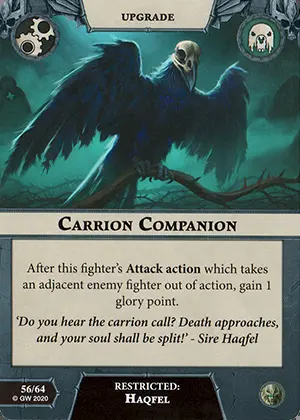 UPGRADE
CARRION COMPANION
After this fighter's Attack action which takes
an adjacent enemy fighter out of action, gain 1
glory point.
'Do you hear the carrion call? Death approaches,
and your soul shall be split!' - Sire Haqfel
56/64
© GW 2020
RESTRICTED:
HAQFEL